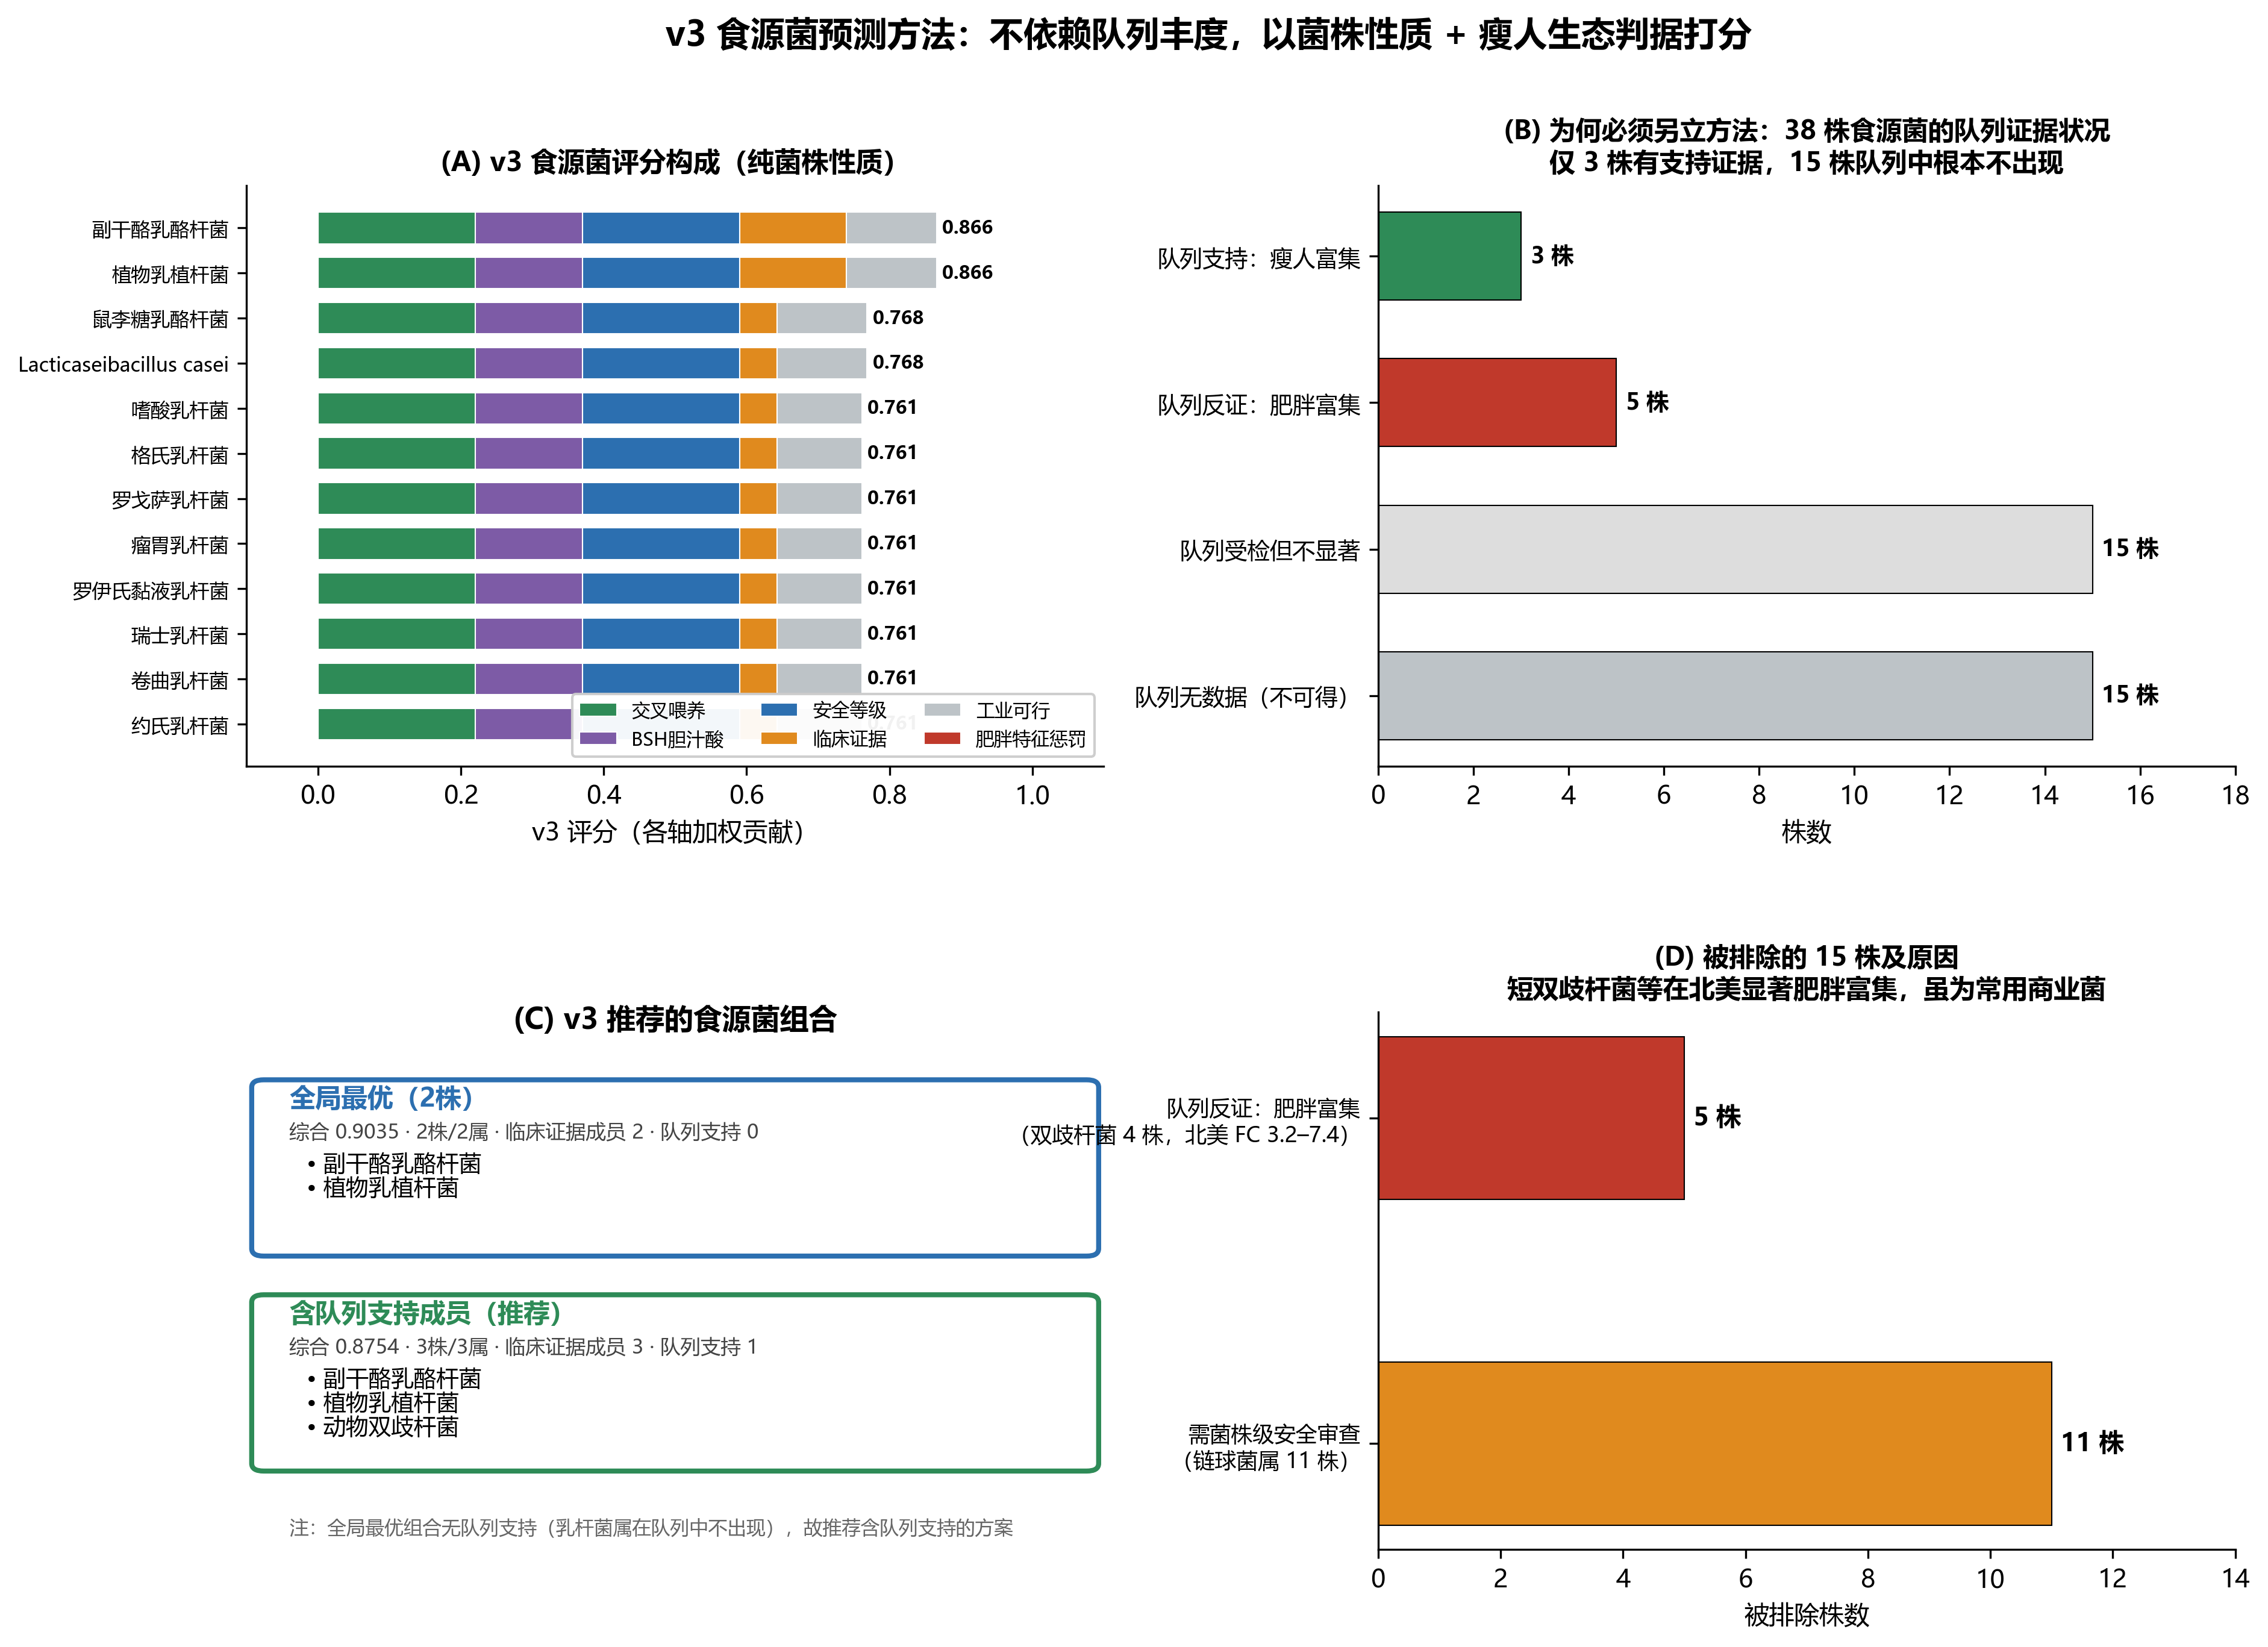 v3 食源菌预测方法：不依赖队列丰度，以菌株性质 + 瘦人生态判据打分
(A) v3 食源菌评分构成（纯菌株性质）
副干酪乳酪杆菌 0.866
植物乳植杆菌 0.866
鼠李糖乳酪杆菌 0.768
Lacticaseibacillus casei 0.768
嗜酸乳杆菌 0.761
格氏乳杆菌 0.761
罗戈萨乳杆菌 0.761
瘤胃乳杆菌 0.761
罗伊氏黏液乳杆菌 0.761
瑞士乳杆菌 0.761
卷曲乳杆菌 0.761
约氏乳杆菌 0.761
交叉喂养 安全等级 工业可行
BSH胆汁酸 临床证据 肥胖特征惩罚
0.0 0.2 0.4 0.6 0.8 1.0
v3 评分（各轴加权贡献）
(B) 为何必须另立方法：38 株食源菌的队列证据状况
仅 3 株有支持证据，15 株队列中根本不出现
队列支持：瘦人富集 3 株
队列反证：肥胖富集 5 株
队列受检但不显著 15 株
队列无数据（不可得） 15 株
0 2 4 6 8 10 12 14 16 18
株数
(C) v3 推荐的食源菌组合
全局最优（2株）
综合 0.9035 · 2株/2属 · 临床证据成员 2 · 队列支持 0
• 副干酪乳酪杆菌
• 植物乳植杆菌
含队列支持成员（推荐）
综合 0.8754 · 3株/3属 · 临床证据成员 3 · 队列支持 1
• 副干酪乳酪杆菌
• 植物乳植杆菌
• 动物双歧杆菌
注：全局最优组合无队列支持（乳杆菌属在队列中不出现），故推荐含队列支持的方案
(D) 被排除的 15 株及原因
短双歧杆菌等在北美显著肥胖富集，虽为常用商业菌
队列反证：肥胖富集
（双歧杆菌 4 株，北美 FC 3.2–7.4）
5 株
需菌株级安全审查
（链球菌属 11 株）
11 株
0 2 4 6 8 10 12 14
被排除株数